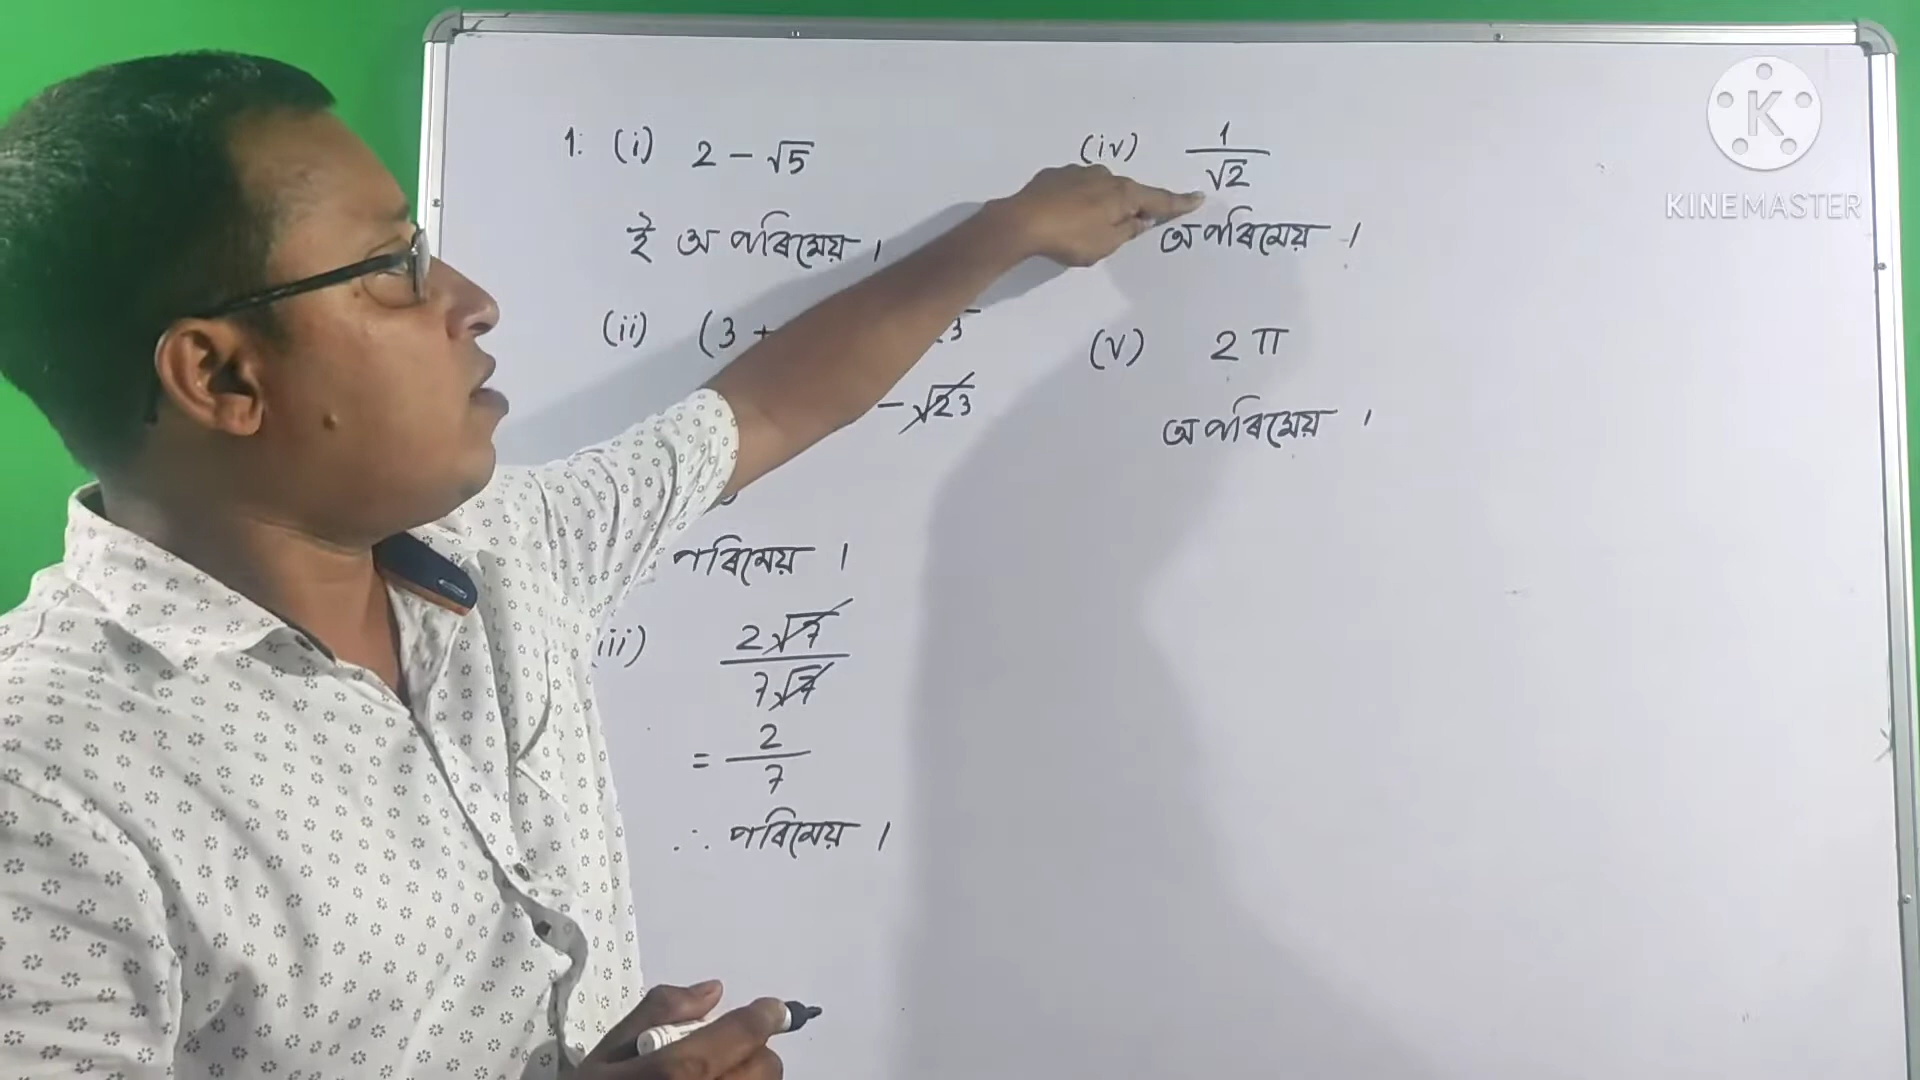 1. (i) 2 - √5
ই অপৰিমেয় ।
(ii) (3 +
- √23
পৰিমেয় ।
(iii) 2√7 / 7√7
= 2 / 7
∴ পৰিমেয় ।
(iv) 1 / √2
অপৰিমেয় ।
(v) 2π
অপৰিমেয় ।
K
KINEMASTER